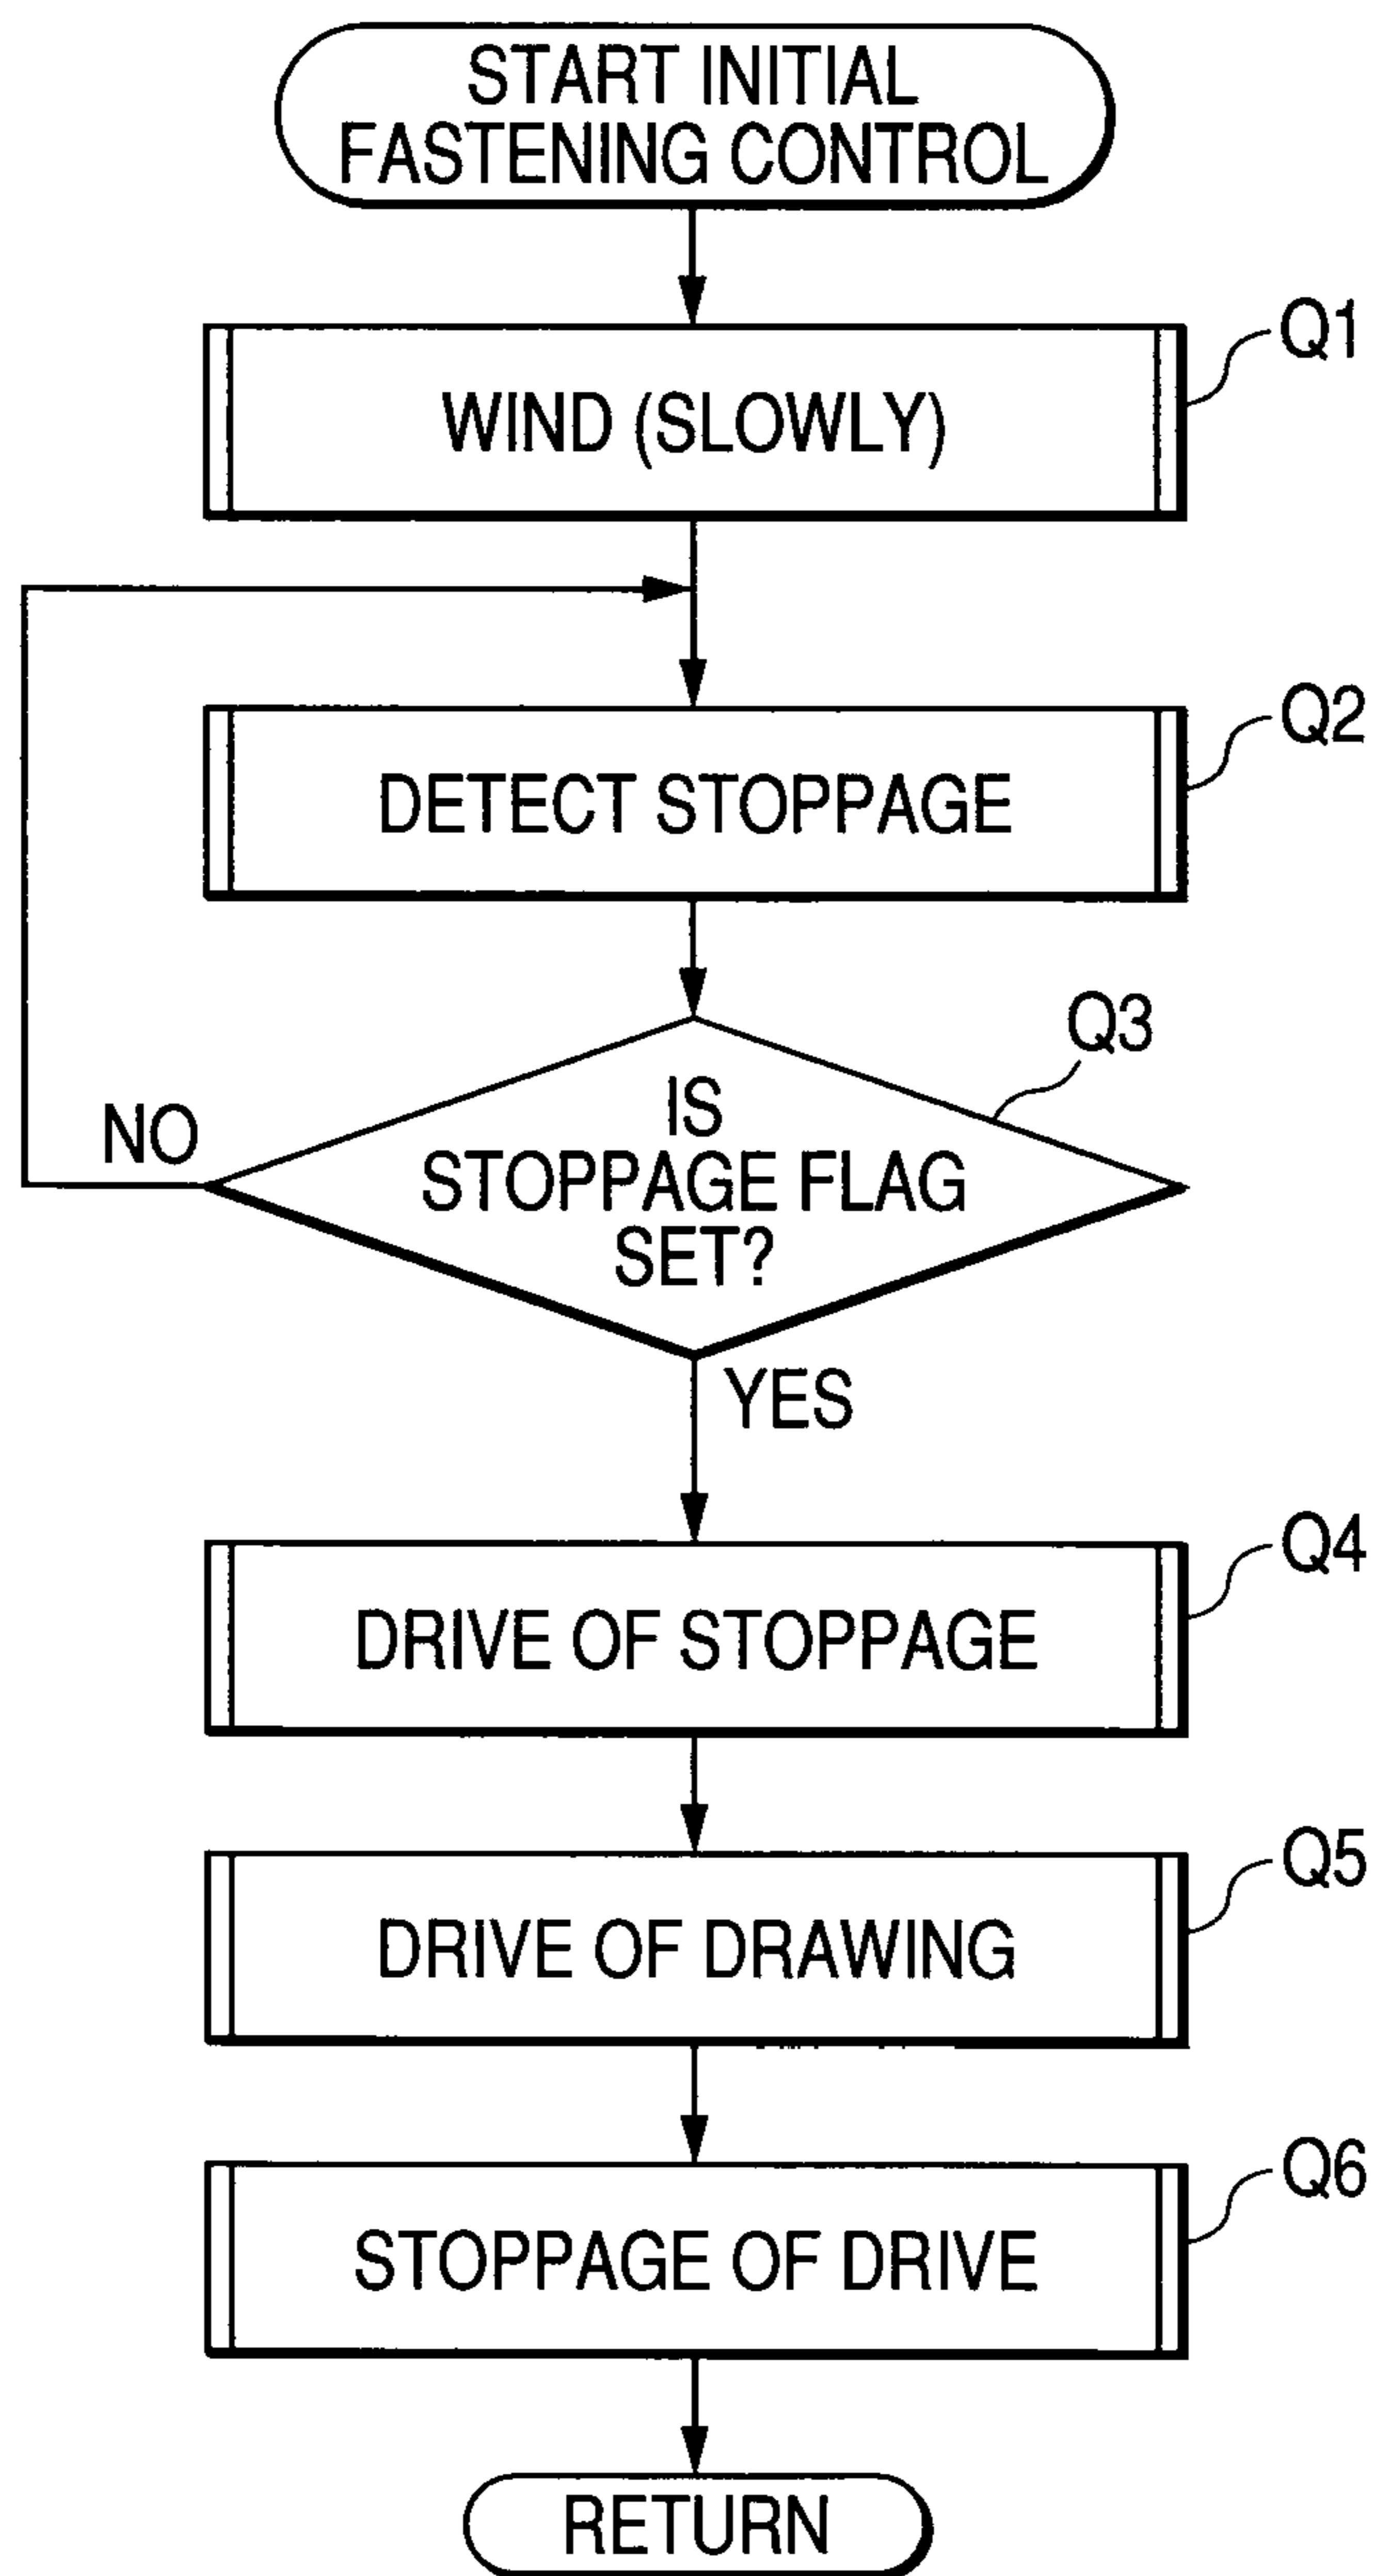 START INITIAL
FASTENING CONTROL
Q1
WIND (SLOWLY)
Q2
DETECT STOPPAGE
Q3
NO
IS
STOPPAGE FLAG
SET?
YES
Q4
DRIVE OF STOPPAGE
Q5
DRIVE OF DRAWING
Q6
STOPPAGE OF DRIVE
RETURN